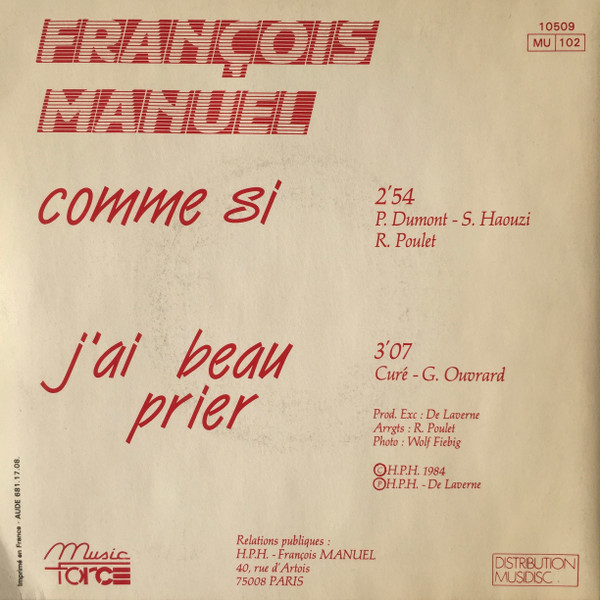 FRANÇOIS
MANUEL
10509
MU 102
comme si
2'54
P. Dumont - S. Haouzi
R. Poulet
j'ai beau
prier
3'07
Curé - G. Ouvrard
Prod. Exc : De Laverne
Arrgts : R. Poulet
Photo : Wolf Fiebig
©H.P.H. 1984
℗H.P.H. - De Laverne
Imprimé en France - AUDE 681.17.08.
Music
force
Relations publiques :
H.P.H. - François MANUEL
40, rue d'Artois
75008 PARIS
DISTRIBUTION
MUSIDISC